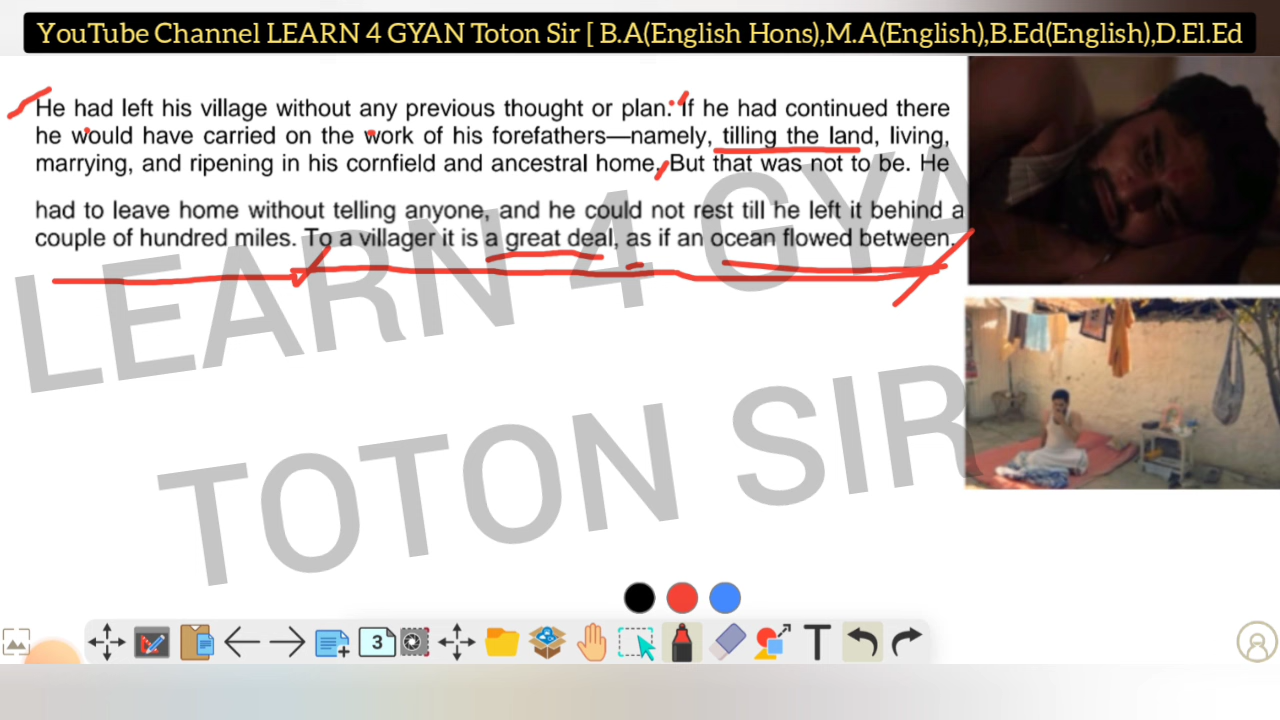 YouTube Channel LEARN 4 GYAN Toton Sir [ B.A(English Hons),M.A(English),B.Ed(English),D.El.Ed
He had left his village without any previous thought or plan. If he had continued there
he would have carried on the work of his forefathers—namely, tilling the land, living,
marrying, and ripening in his cornfield and ancestral home. But that was not to be. He
had to leave home without telling anyone, and he could not rest till he left it behind a
couple of hundred miles. To a villager it is a great deal, as if an ocean flowed between.
LEARN 4 GYAN
TOTON SIR
3
T